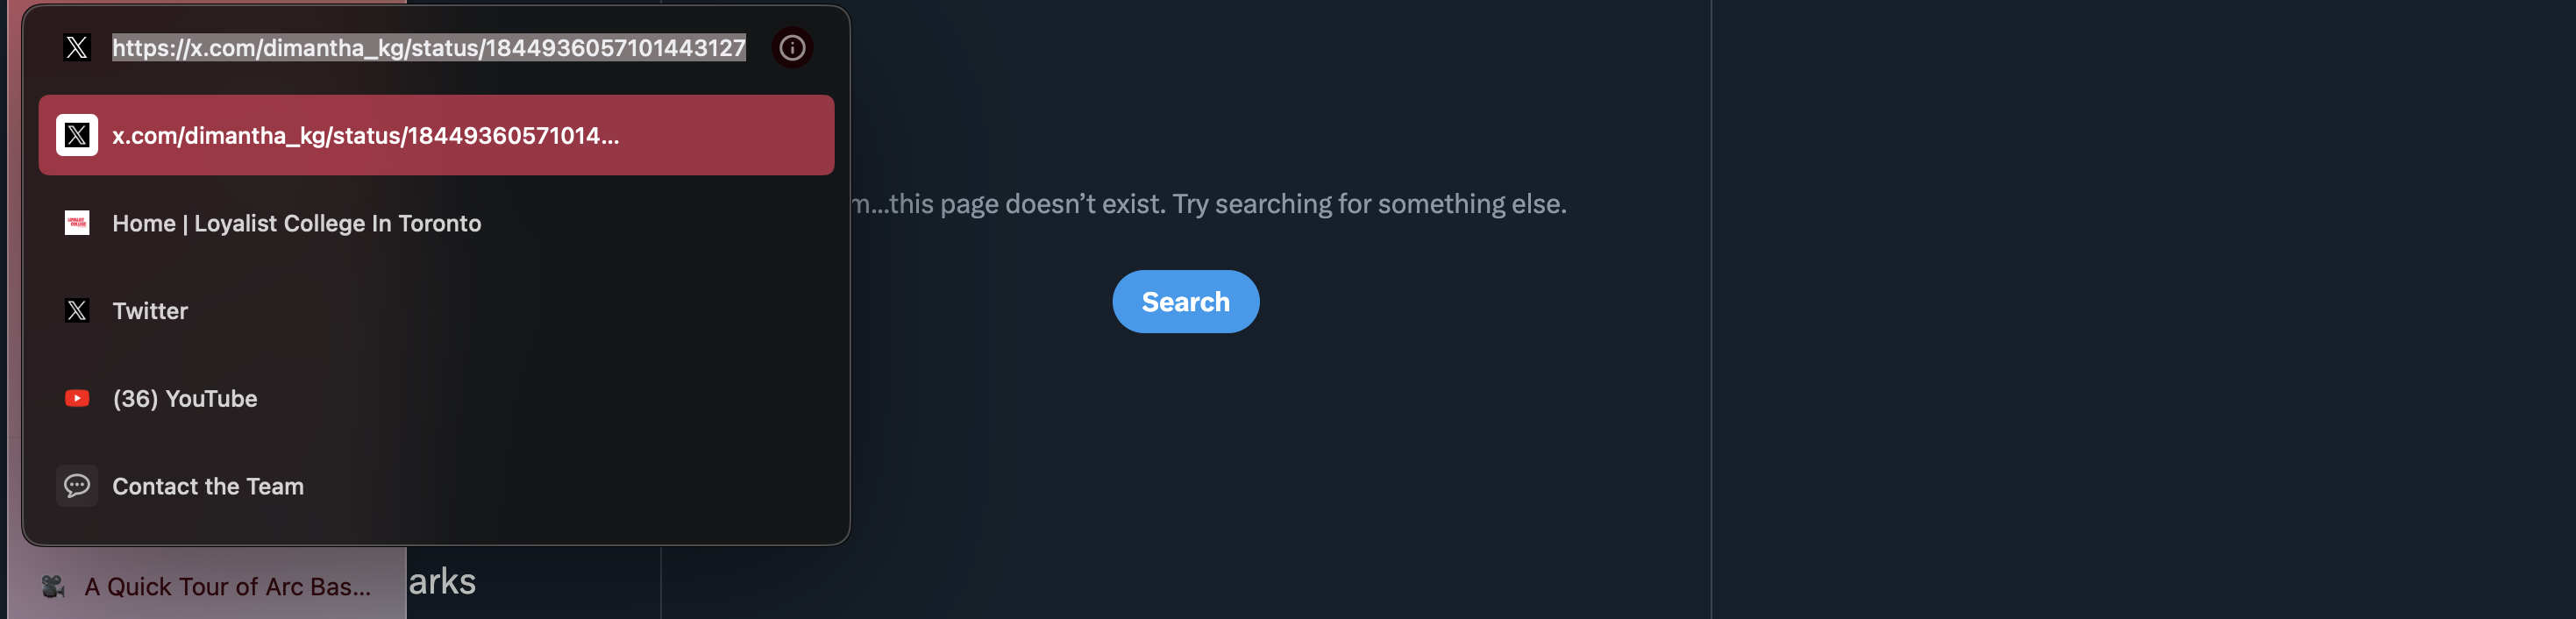 https://x.com/dimantha_kg/status/1844936057101443127
x.com/dimantha_kg/status/18449360571014...
Home | Loyalist College In Toronto
m...this page doesn’t exist. Try searching for something else.
Twitter
Search
(36) YouTube
Contact the Team
A Quick Tour of Arc Bas...
arks